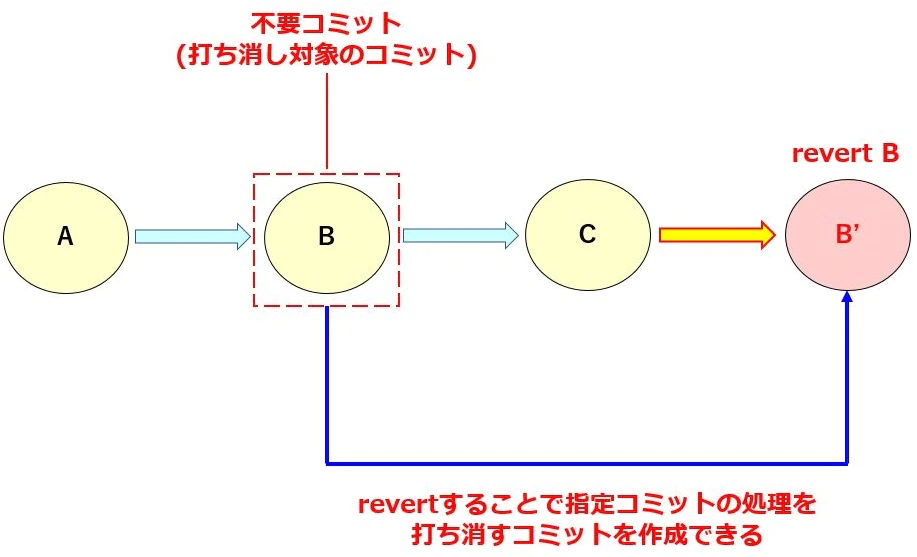 不要コミット
(打ち消し対象のコミット)
revert B
A
B
C
B’
revertすることで指定コミットの処理を
打ち消すコミットを作成できる